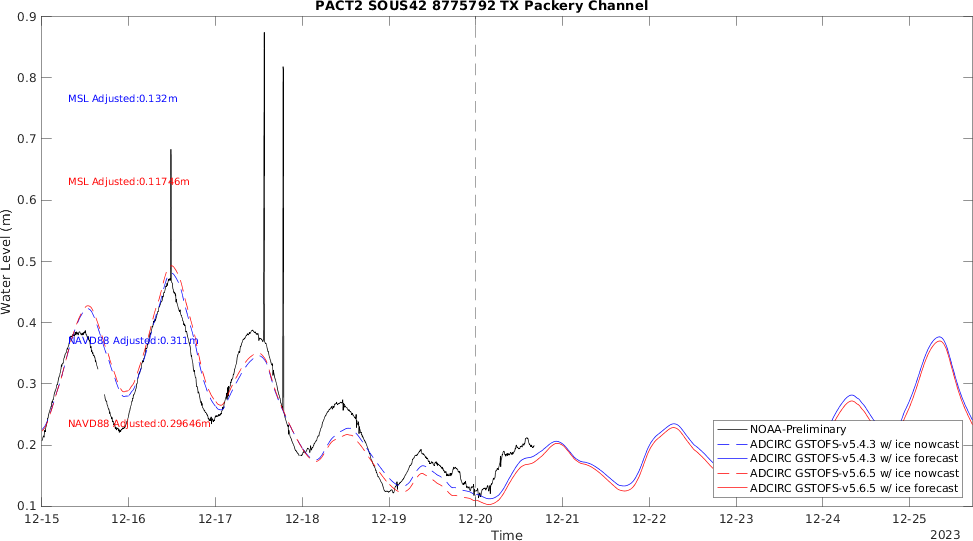 PACT2 SOUS42 8775792 TX Packery Channel
0.9
0.8
0.7
0.6
0.5
0.4
0.3
0.2
0.1
Water Level (m)
MSL Adjusted:0.132m
MSL Adjusted:0.11746m
NAVD88 Adjusted:0.311m
NAVD88 Adjusted:0.29646m
NOAA-Preliminary
ADCIRC GSTOFS-v5.4.3 w/ ice nowcast
ADCIRC GSTOFS-v5.4.3 w/ ice forecast
ADCIRC GSTOFS-v5.6.5 w/ ice nowcast
ADCIRC GSTOFS-v5.6.5 w/ ice forecast
12-15 12-16 12-17 12-18 12-19 12-20 12-21 12-22 12-23 12-24 12-25
Time
2023